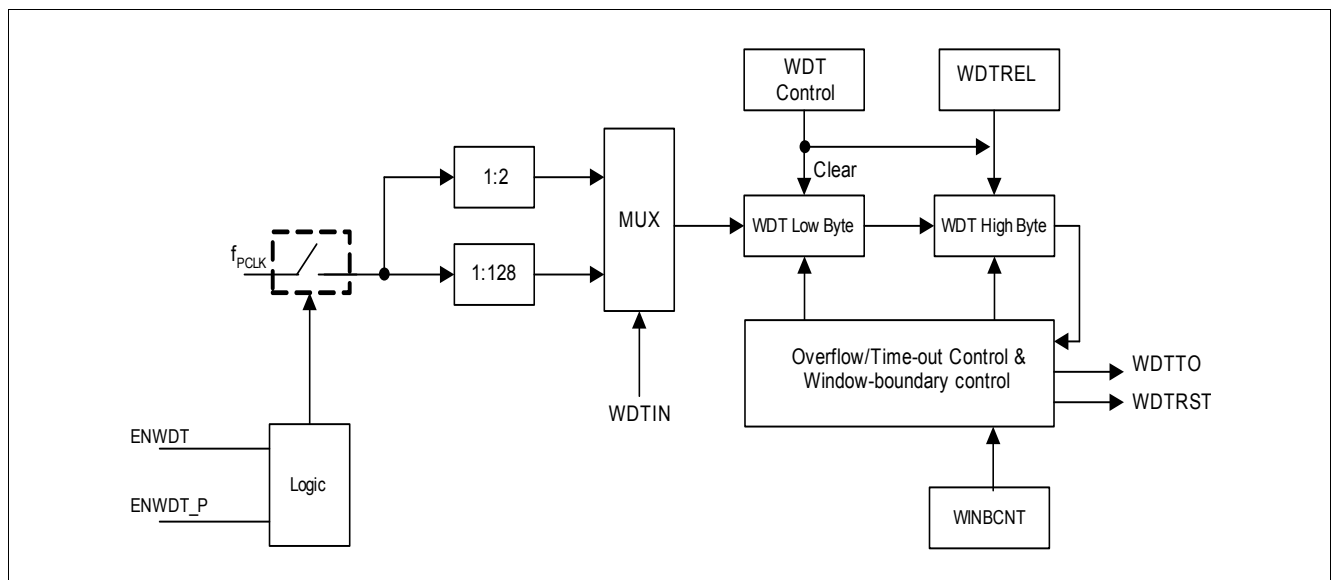 WDT
Control
WDTREL
Clear
1:2
MUX
WDT Low Byte
WDT High Byte
fPCLK
1:128
Overflow/Time-out Control &
Window-boundary control
WDTTO
WDTRST
WDTIN
ENWDT
Logic
ENWDT_P
WINBCNT